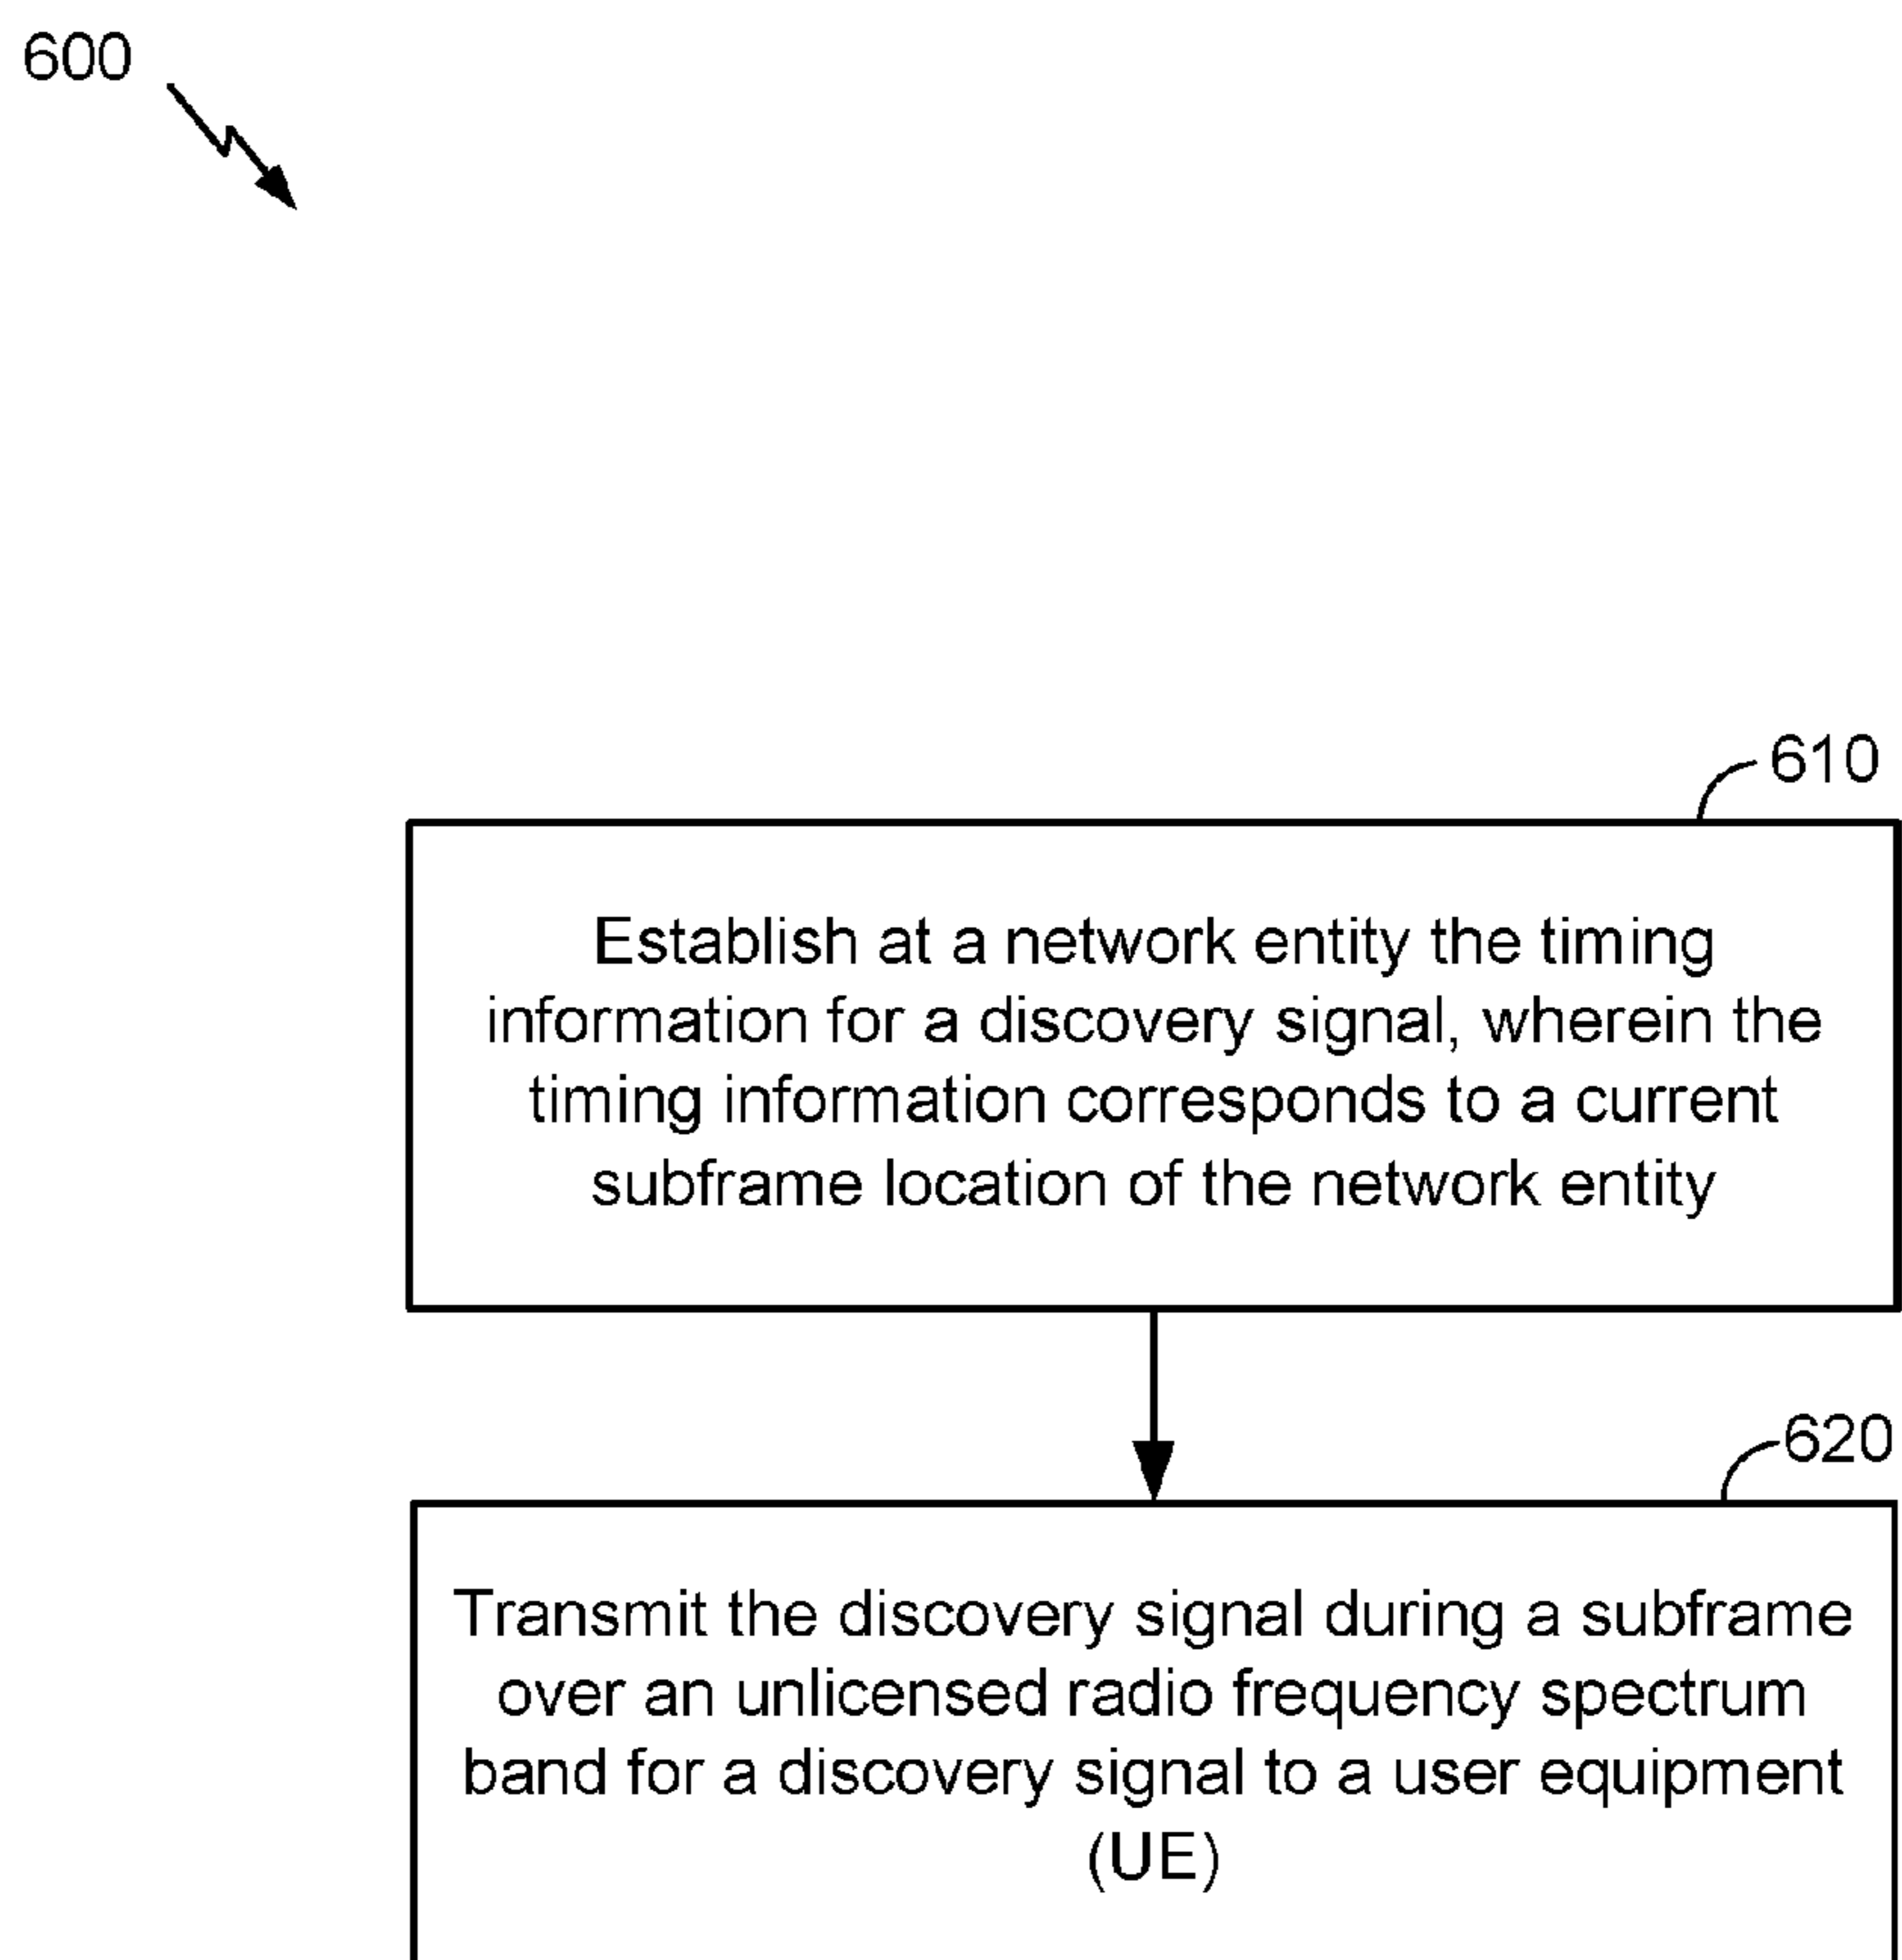 600
610
Establish at a network entity the timing
information for a discovery signal, wherein the
timing information corresponds to a current
subframe location of the network entity
620
Transmit the discovery signal during a subframe
over an unlicensed radio frequency spectrum
band for a discovery signal to a user equipment
(UE)